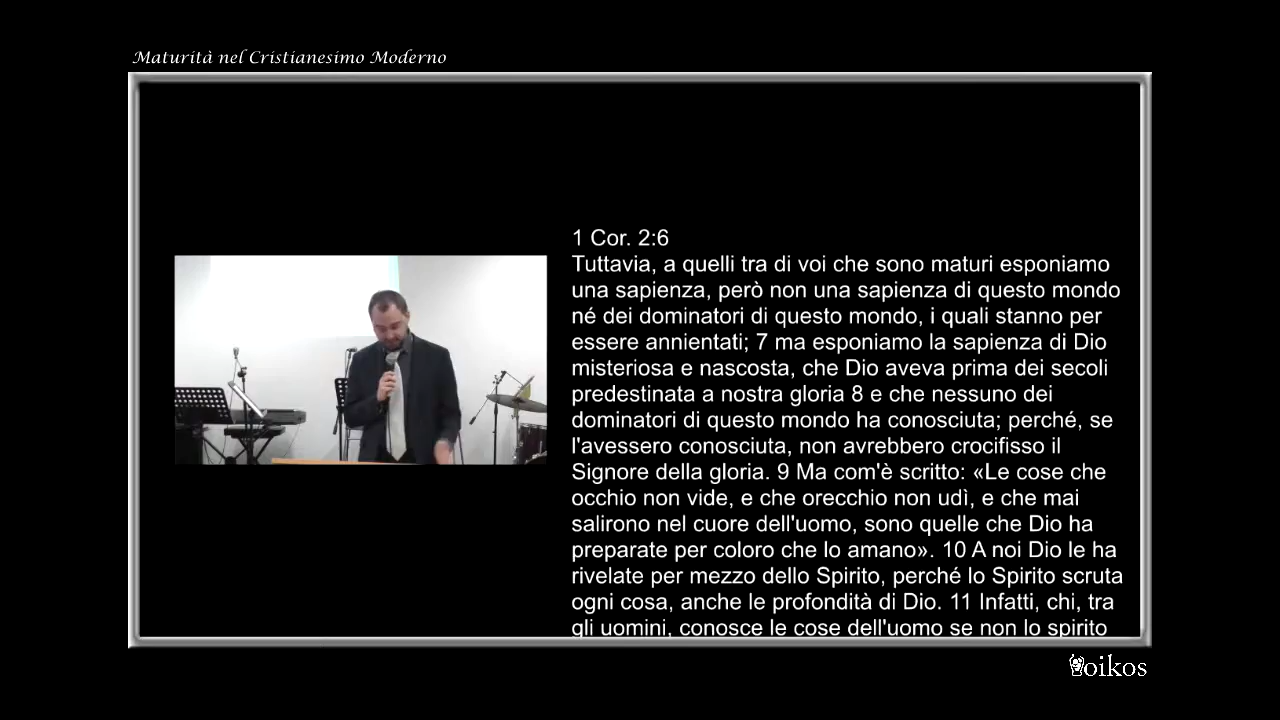 Maturità nel Cristianesimo Moderno
1 Cor. 2:6
Tuttavia, a quelli tra di voi che sono maturi esponiamo
una sapienza, però non una sapienza di questo mondo
né dei dominatori di questo mondo, i quali stanno per
essere annientati; 7 ma esponiamo la sapienza di Dio
misteriosa e nascosta, che Dio aveva prima dei secoli
predestinata a nostra gloria 8 e che nessuno dei
dominatori di questo mondo ha conosciuta; perché, se
l'avessero conosciuta, non avrebbero crocifisso il
Signore della gloria. 9 Ma com'è scritto: «Le cose che
occhio non vide, e che orecchio non udì, e che mai
salirono nel cuore dell'uomo, sono quelle che Dio ha
preparate per coloro che lo amano». 10 A noi Dio le ha
rivelate per mezzo dello Spirito, perché lo Spirito scruta
ogni cosa, anche le profondità di Dio. 11 Infatti, chi, tra
gli uomini, conosce le cose dell'uomo se non lo spirito
oikos